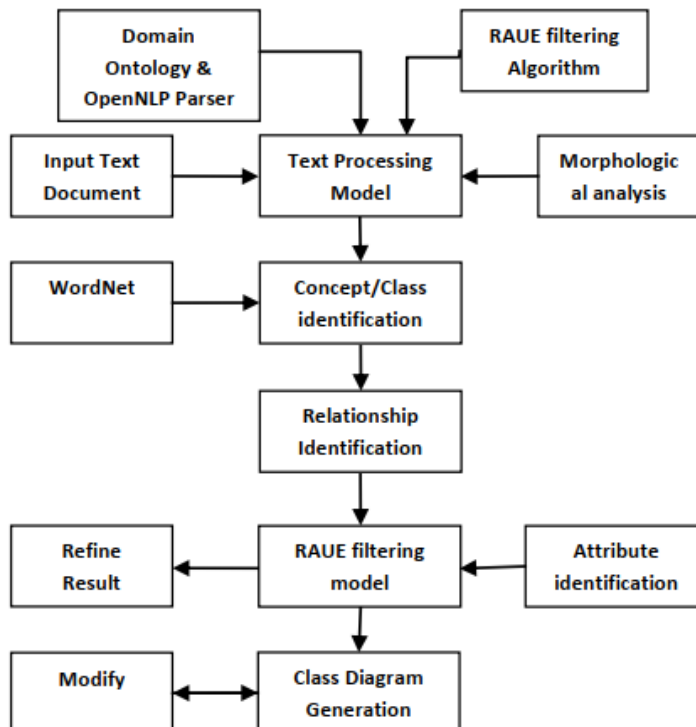 Domain
Ontology &
OpenNLP Parser
RAUE filtering
Algorithm
Input Text
Document
Text Processing
Model
Morphologic
al analysis
WordNet
Concept/Class
identification
Relationship
Identification
Refine
Result
RAUE filtering
model
Attribute
identification
Modify
Class Diagram
Generation